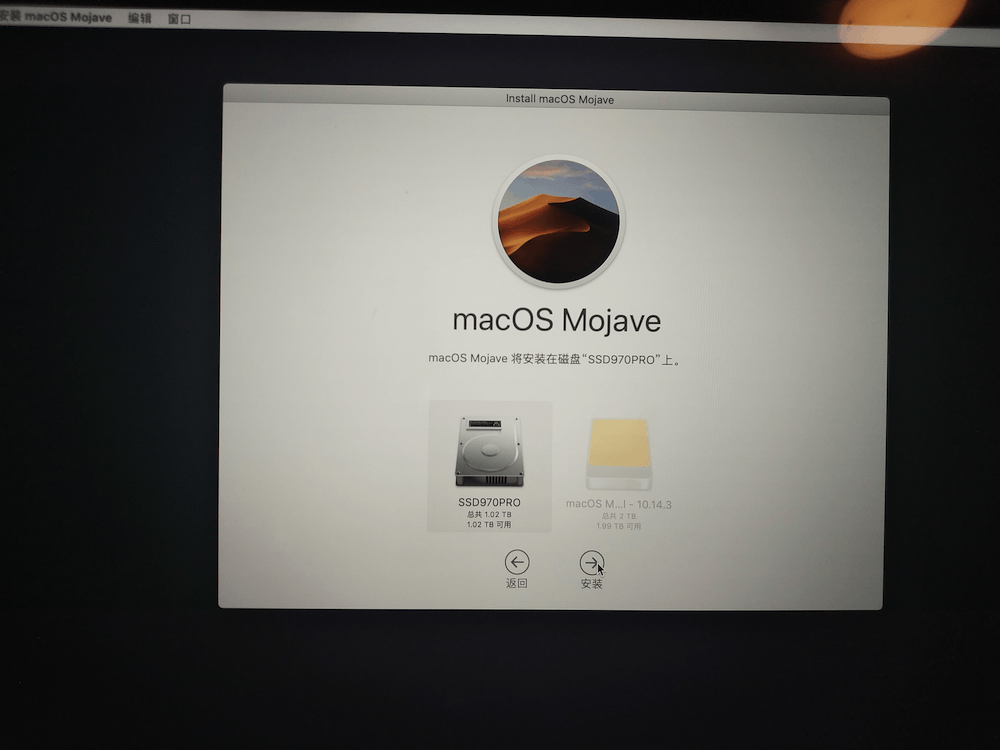 安装 macOS Mojave 编辑 窗口
Install macOS Mojave
macOS Mojave
macOS Mojave 将安装在磁盘“SSD970PRO”上。
SSD970PRO
总共 1.02 TB
1.02 TB 可用
macOS M...l - 10.14.3
总共 2 TB
1.99 TB 可用
返回
安装